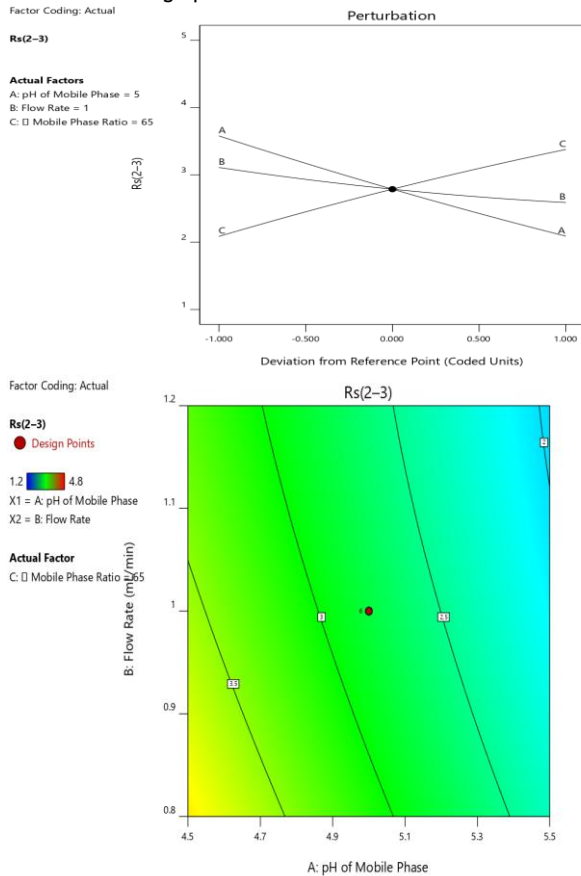 Factor Coding: Actual
Perturbation
Rs(2–3)
Actual Factors
A: pH of Mobile Phase = 5
B: Flow Rate = 1
C: □ Mobile Phase Ratio = 65
Rs(2–3)
5
4
3
2
1
A
B
C
C
B
A
-1.000
-0.500
0.000
0.500
1.000
Deviation from Reference Point (Coded Units)
Factor Coding: Actual
Rs(2–3)
Rs(2–3)
Design Points
1.2 4.8
X1 = A: pH of Mobile Phase
X2 = B: Flow Rate
Actual Factor
C: □ Mobile Phase Ratio = 65
B: Flow Rate (mL/min)
1.2
1.1
1
0.9
0.8
2
3
2.5
3.5
6
4.5
4.7
4.9
5.1
5.3
5.5
A: pH of Mobile Phase